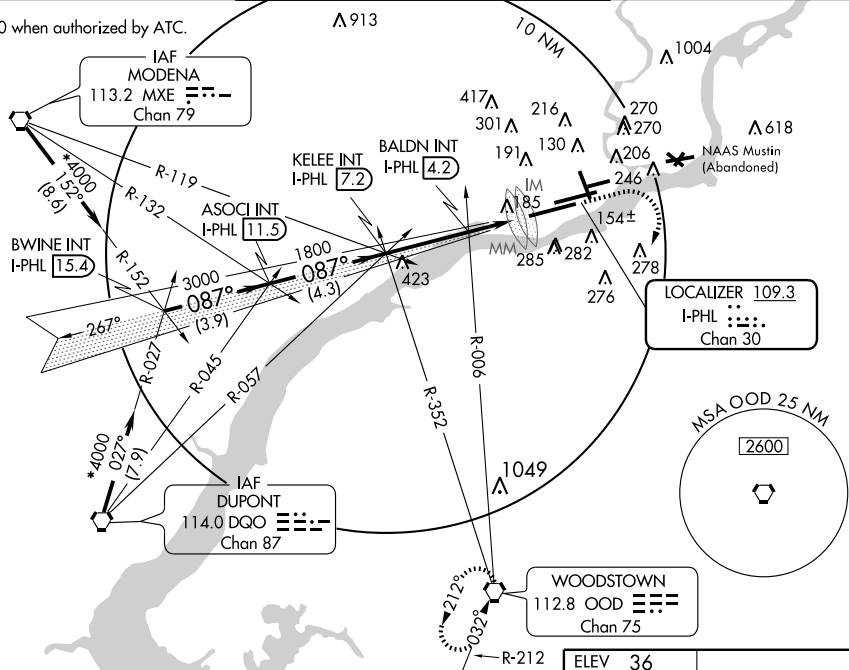 0 when authorized by ATC.
913
10 NM
1004
IAF
MODENA
113.2 MXE
Chan 79
417
301
216
270
270
618
130
191
206
NAAS Mustin
(Abandoned)
246
KELEE INT
I-PHL 7.2
BALDN INT
I-PHL 4.2
*4000
152°
(8.6)
R-119
R-132
R-152
IM
185
154±
MM
285
282
278
276
ASOCI INT
I-PHL 11.5
BWINE INT
I-PHL 15.4
3000
087°
(3.9)
1800
087°
(4.3)
423
267°
LOCALIZER 109.3
I-PHL
Chan 30
R-027
R-045
R-057
R-352
R-006
*4000
027°
(7.9)
MSA OOD 25 NM
2600
1049
IAF
DUPONT
114.0 DQO
Chan 87
WOODSTOWN
112.8 OOD
Chan 75
212°
032°
R-212
ELEV 36